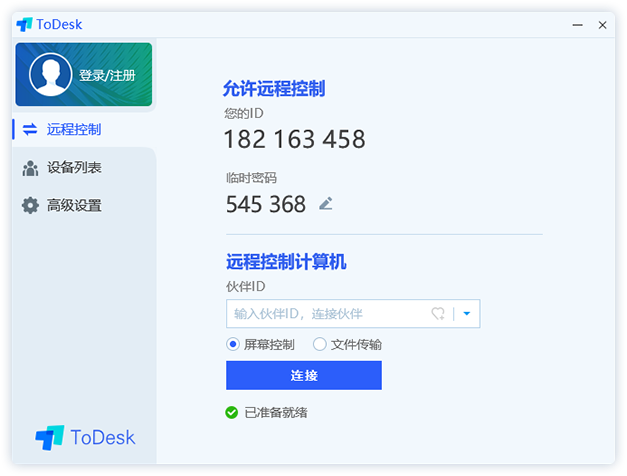 ToDesk
登录/注册
远程控制
设备列表
高级设置
允许远程控制
您的ID
182 163 458
临时密码
545 368
远程控制计算机
伙伴ID
输入伙伴ID，连接伙伴
屏幕控制 文件传输
连接
已准备就绪
ToDesk